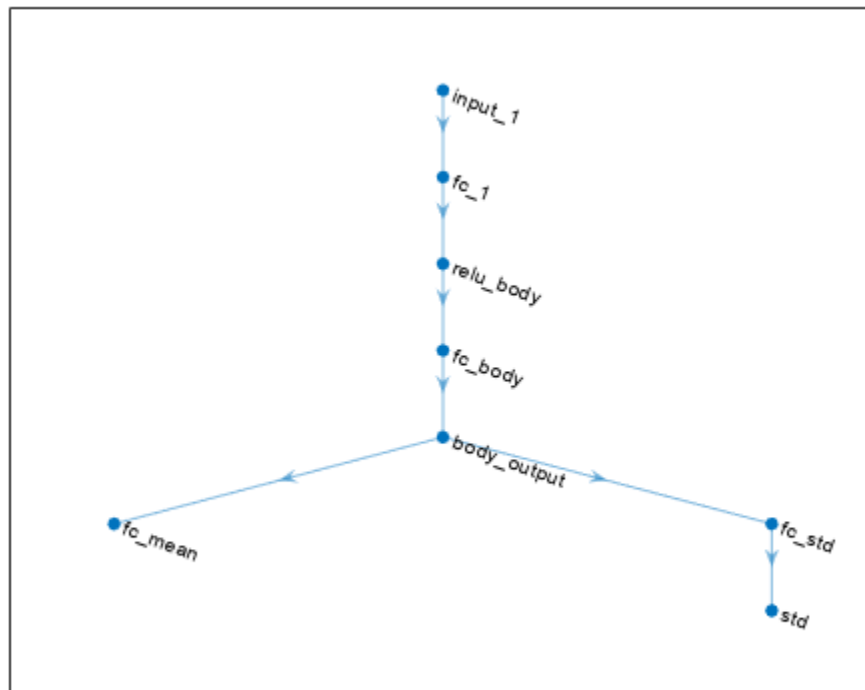 input_1
fc_1
relu_body
fc_body
body_output
fc_mean
fc_std
std